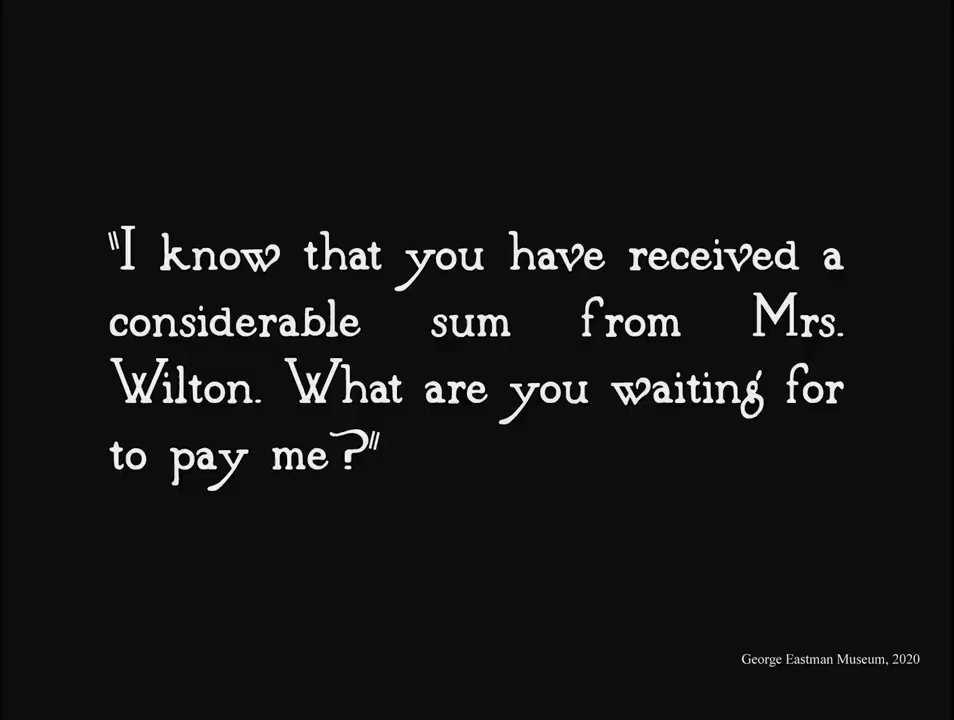 "I know that you have received a
considerable sum from Mrs.
Wilton. What are you waiting for
to pay me?"
George Eastman Museum, 2020